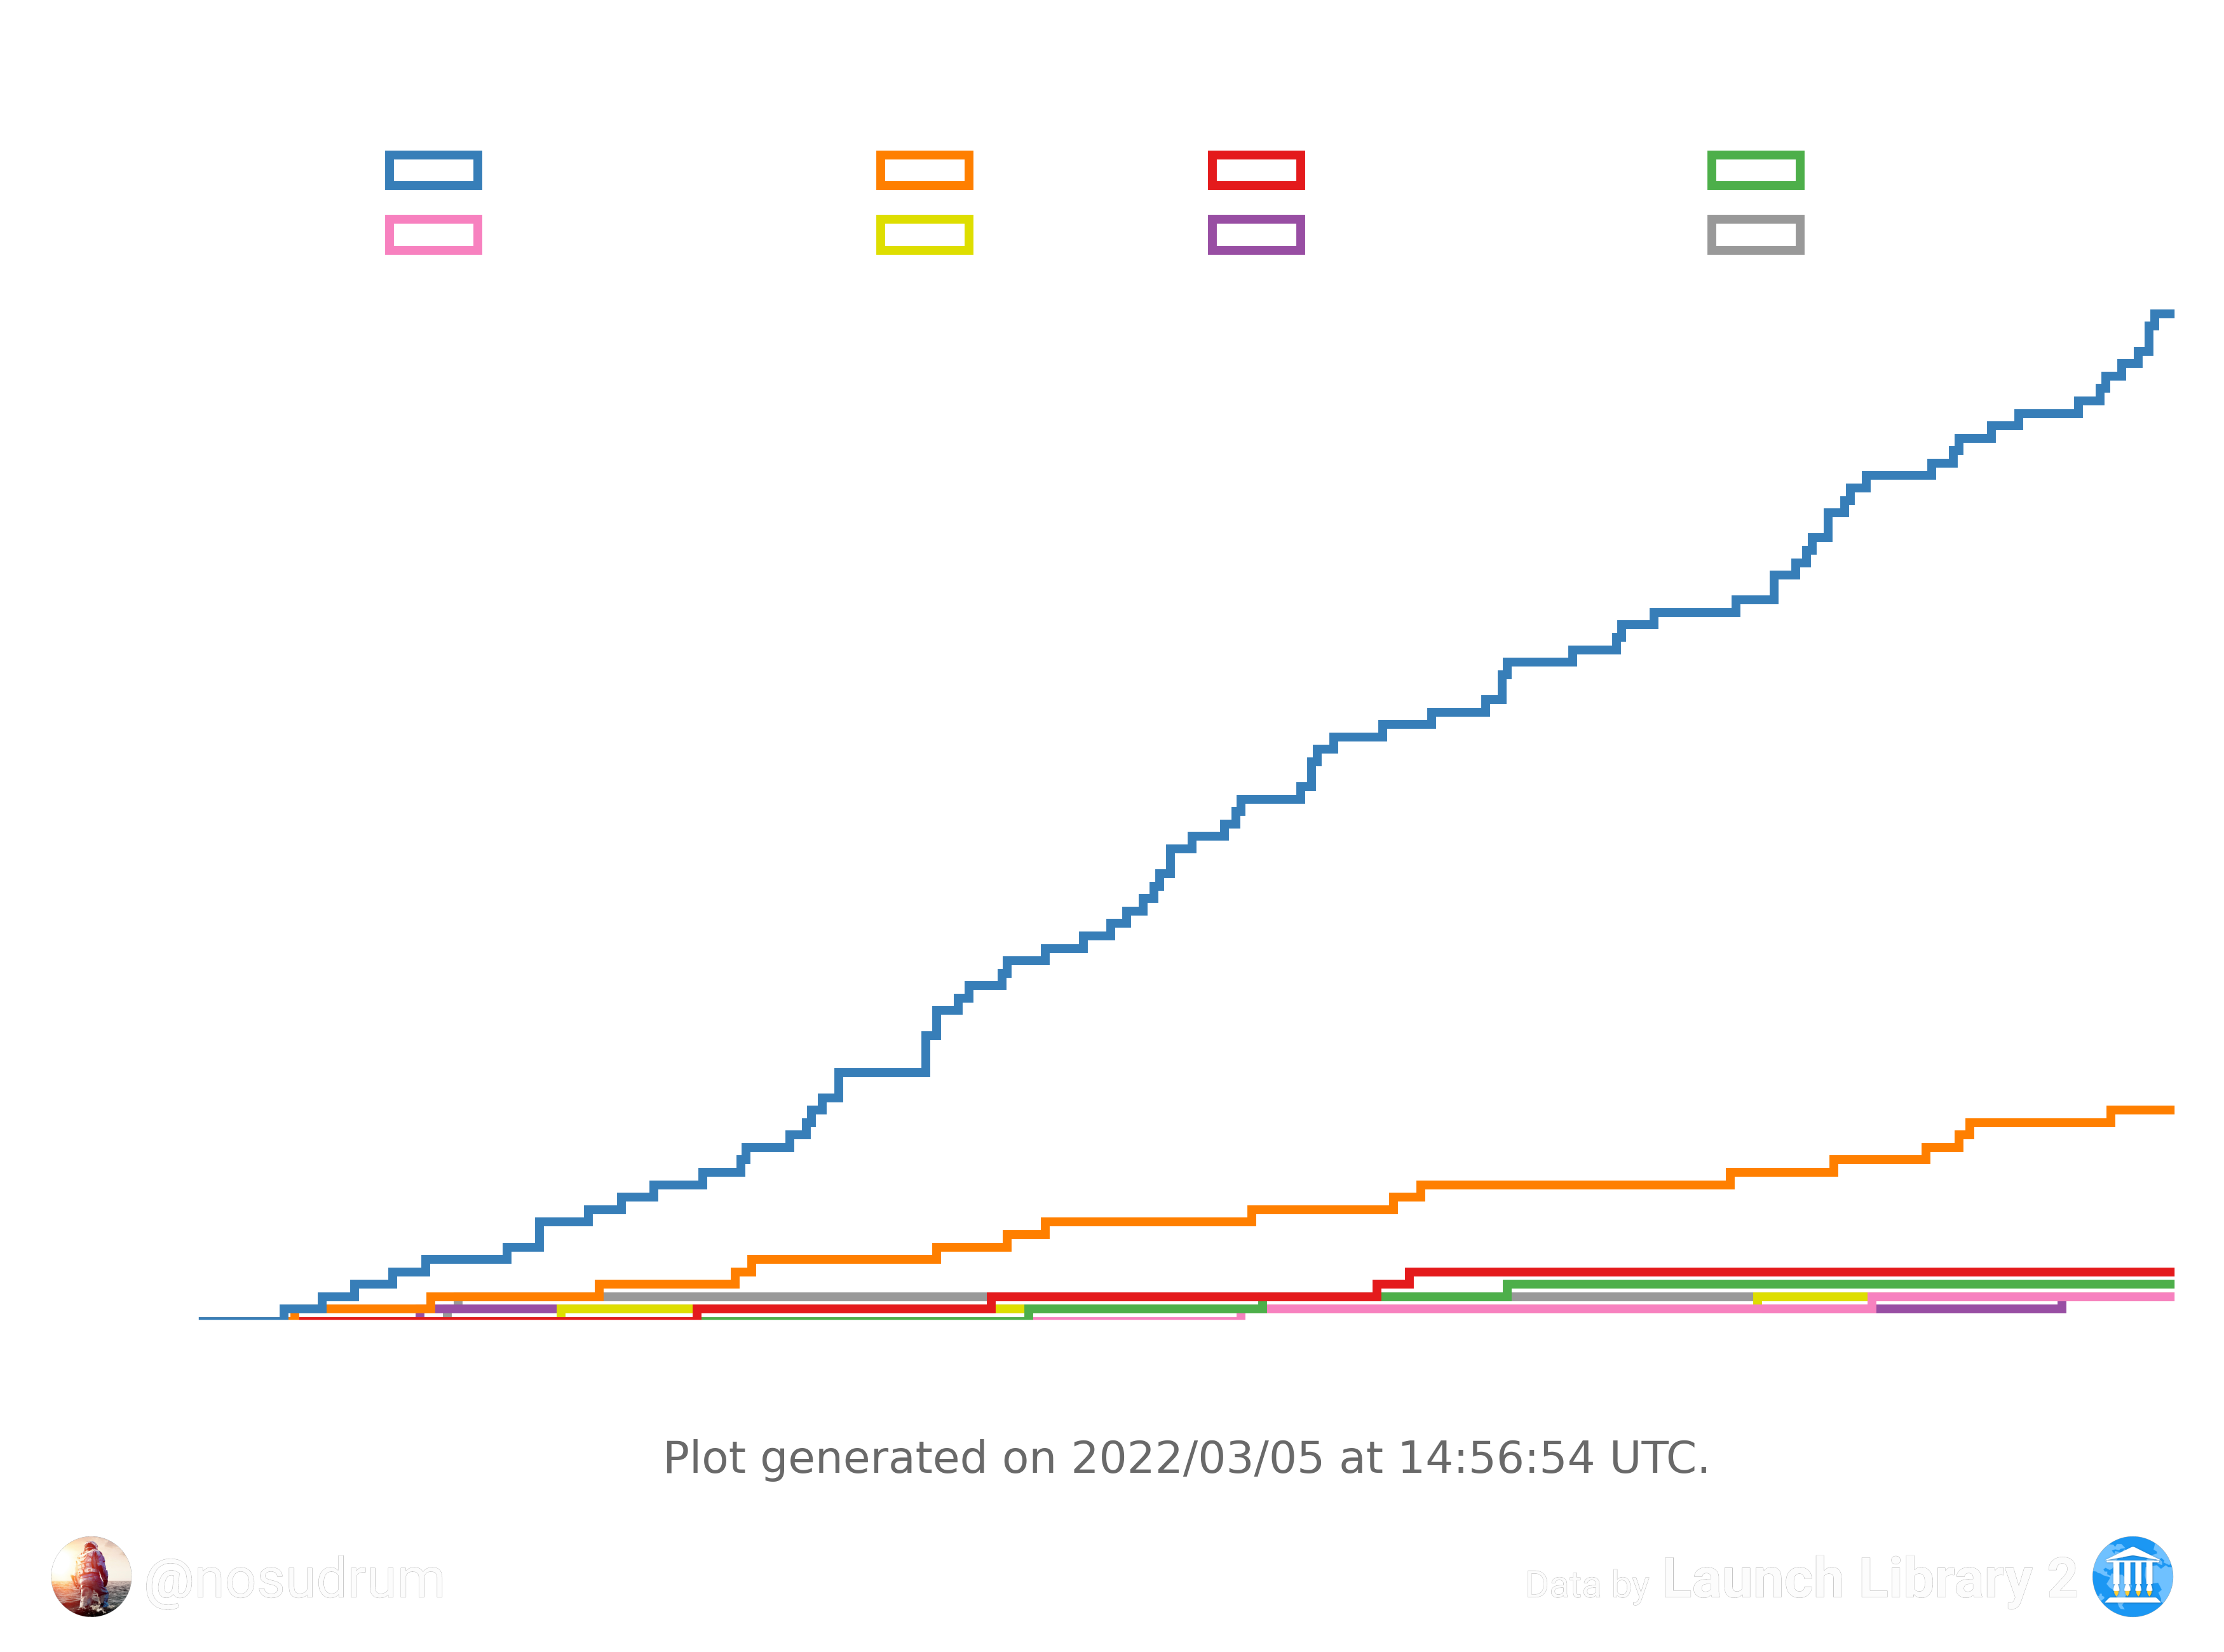 Plot generated on 2022/03/05 at 14:56:54 UTC.
@nosudrum
Data by Launch Library 2